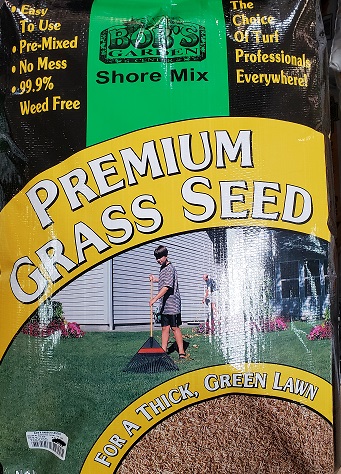 • Easy
To Use
• Pre-Mixed
• No Mess
• 99.9%
Weed Free
BOB'S
GARDEN
& CENTER
Shore Mix
The
Choice
Of Turf
Professionals
Everywhere!
PREMIUM
GRASS SEED
FOR A THICK, GREEN LAWN